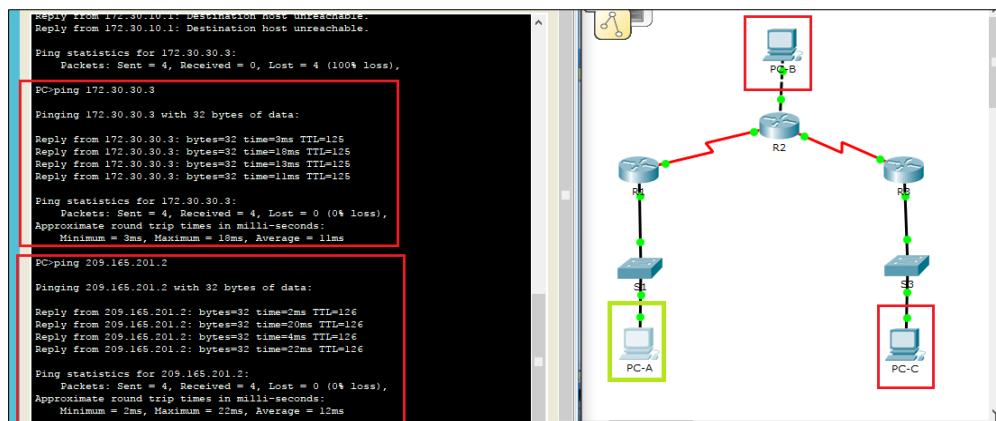 Reply from 172.30.10.1: Destination host unreachable.
Reply from 172.30.10.1: Destination host unreachable.
Ping statistics for 172.30.30.3:
Packets: Sent = 4, Received = 0, Lost = 4 (100% loss),
PC>ping 172.30.30.3
Pinging 172.30.30.3 with 32 bytes of data:
Reply from 172.30.30.3: bytes=32 time=3ms TTL=125
Reply from 172.30.30.3: bytes=32 time=18ms TTL=125
Reply from 172.30.30.3: bytes=32 time=13ms TTL=125
Reply from 172.30.30.3: bytes=32 time=11ms TTL=125
Ping statistics for 172.30.30.3:
Packets: Sent = 4, Received = 4, Lost = 0 (0% loss),
Approximate round trip times in milli-seconds:
Minimum = 3ms, Maximum = 18ms, Average = 11ms
PC>ping 209.165.201.2
Pinging 209.165.201.2 with 32 bytes of data:
Reply from 209.165.201.2: bytes=32 time=2ms TTL=126
Reply from 209.165.201.2: bytes=32 time=20ms TTL=126
Reply from 209.165.201.2: bytes=32 time=4ms TTL=126
Reply from 209.165.201.2: bytes=32 time=22ms TTL=126
Ping statistics for 209.165.201.2:
Packets: Sent = 4, Received = 4, Lost = 0 (0% loss),
Approximate round trip times in milli-seconds:
Minimum = 2ms, Maximum = 22ms, Average = 12ms
PC-B
R2
R1
R3
S1
S3
PC-A
PC-C